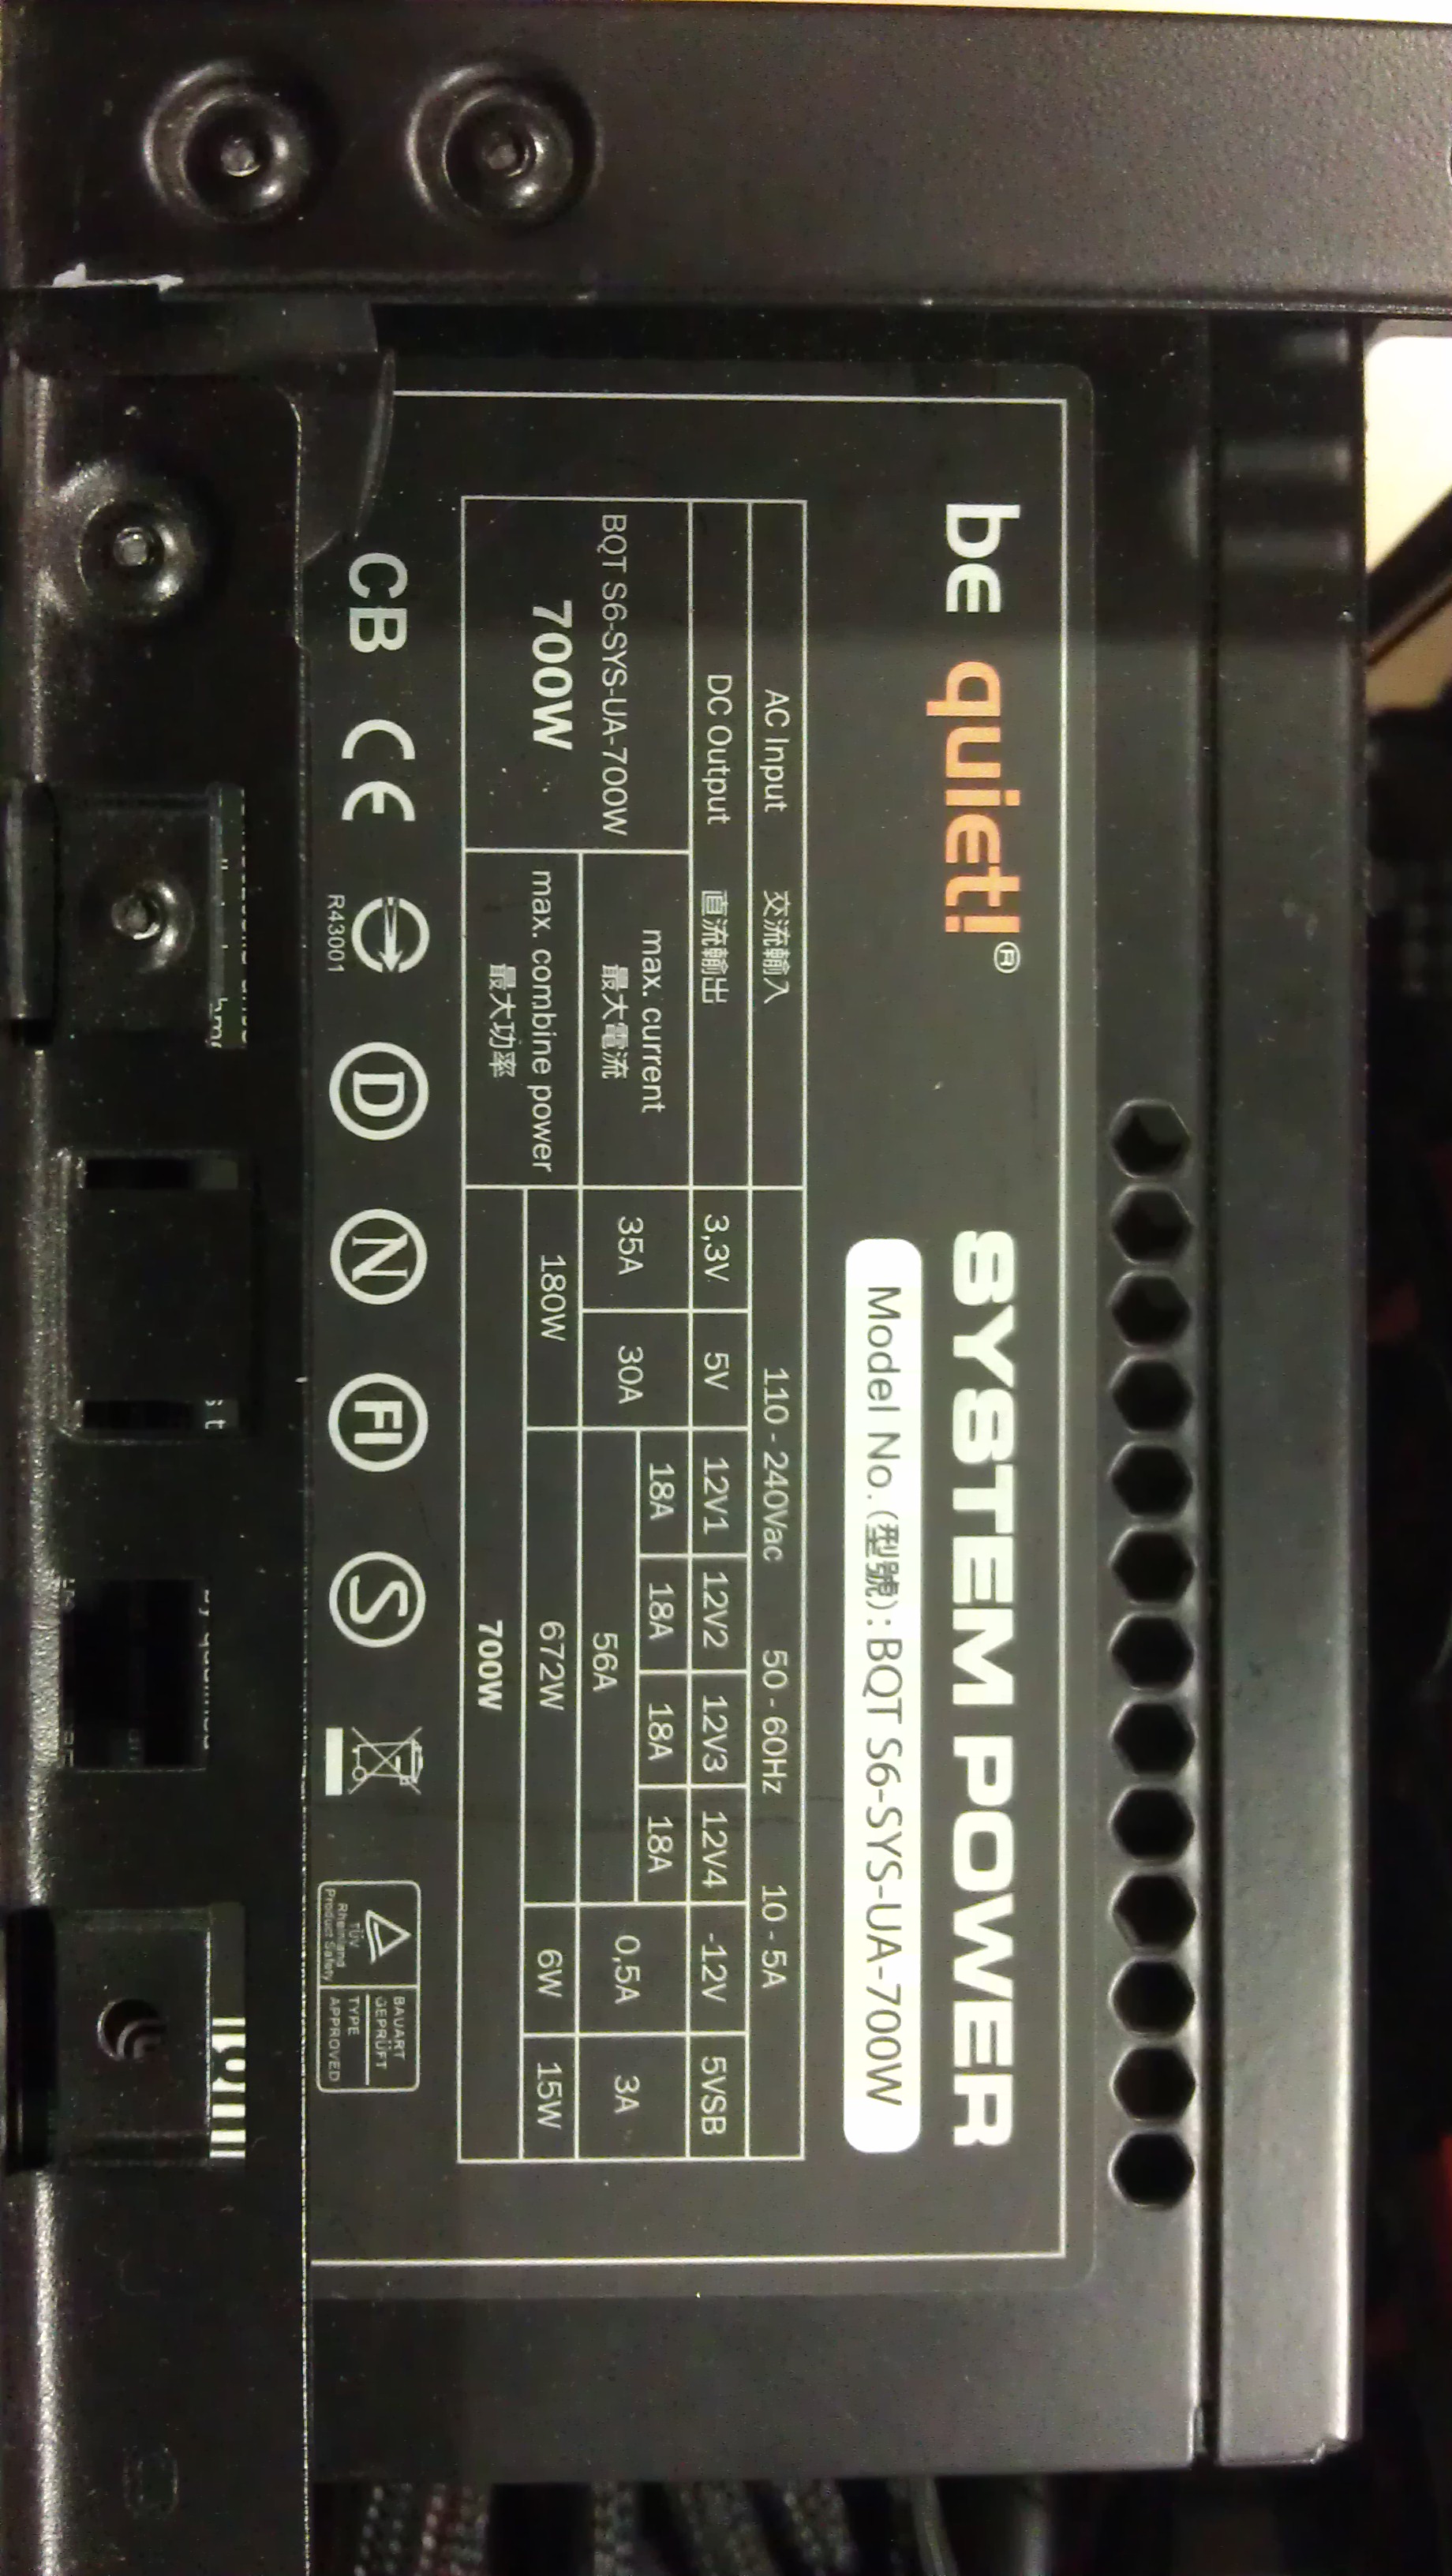 be quiet!®
SYSTEM POWER
Model No. (型號): BQT S6-SYS-UA-700W
AC Input 交流輸入 110 - 240Vac 50 - 60Hz 10 - 5A
DC Output 直流輸出 3,3V 5V 12V1 12V2 12V3 12V4 -12V 5VSB
BQT S6-SYS-UA-700W
700W
max. current
最大電流
35A 30A 18A 18A 18A 18A 0,5A 3A
56A
max. combine power
最大功率
180W 672W 6W 15W
700W
CB CE D N FI S
R43001
TÜV
Rheinland
Product Safety
BAUART
GEPRÜFT
TYPE
APPROVED